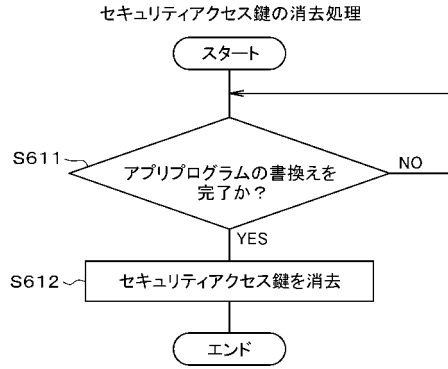 セキュリティアクセス鍵の消去処理
スタート
S611
アプリプログラムの書換えを
完了か？
NO
YES
S612
セキュリティアクセス鍵を消去
エンド